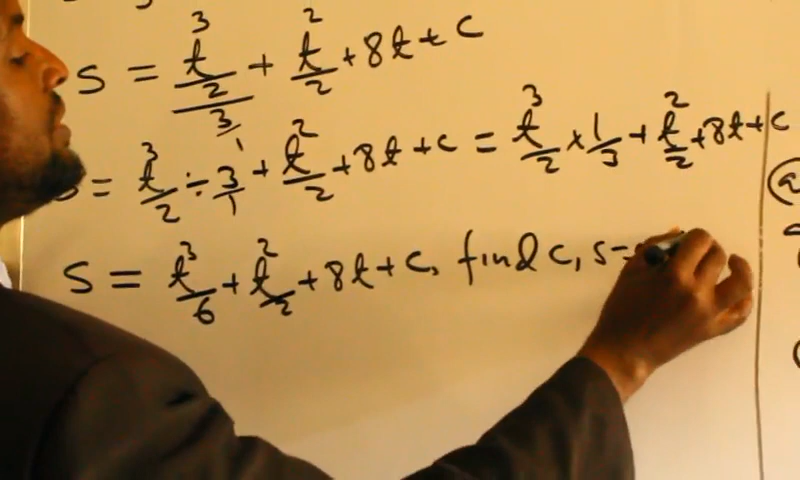 s = t³/2/3/1 + t²/2 + 8t + c
s = t³/2 ÷ 3/1 + t²/2 + 8t + c = t³/2 × 1/3 + t²/2 + 8t + c
s = t³/6 + t²/2 + 8t + c, find c, s=
(a